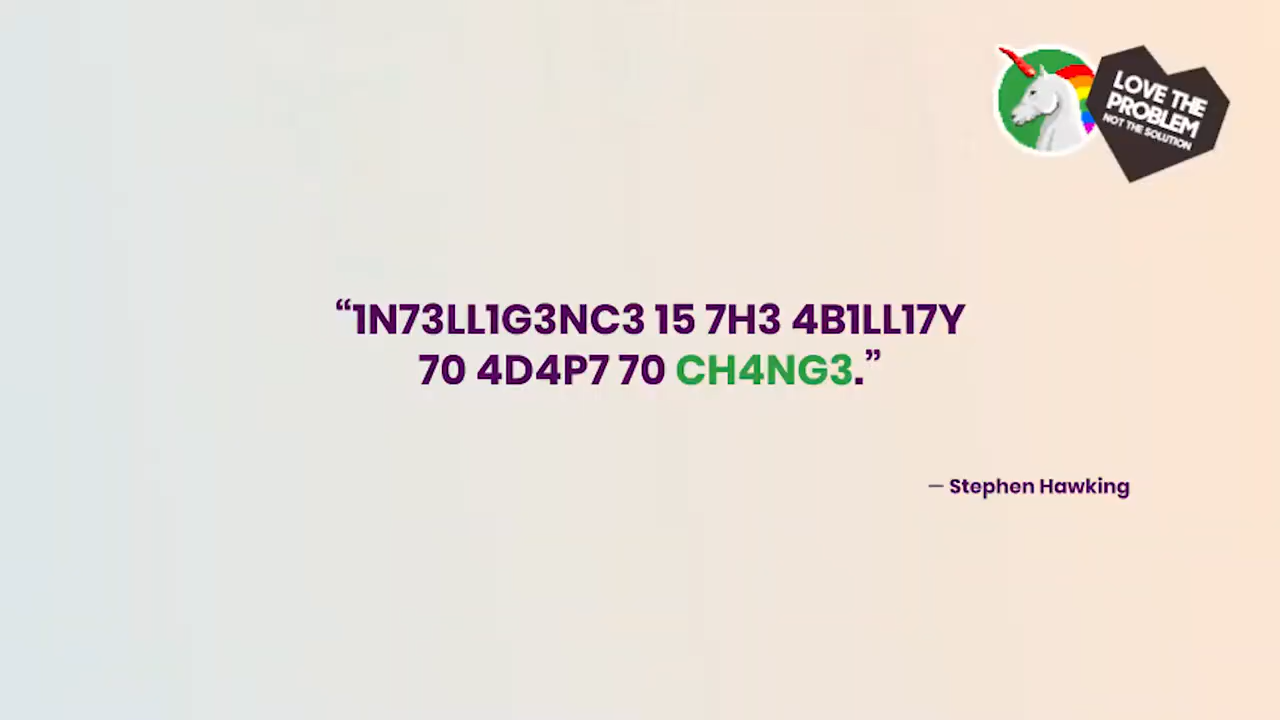 LOVE THE
PROBLEM
NOT THE SOLUTION
“1N73LL1G3NC3 15 7H3 4B1LL17Y
70 4D4P7 70 CH4NG3.”
— Stephen Hawking